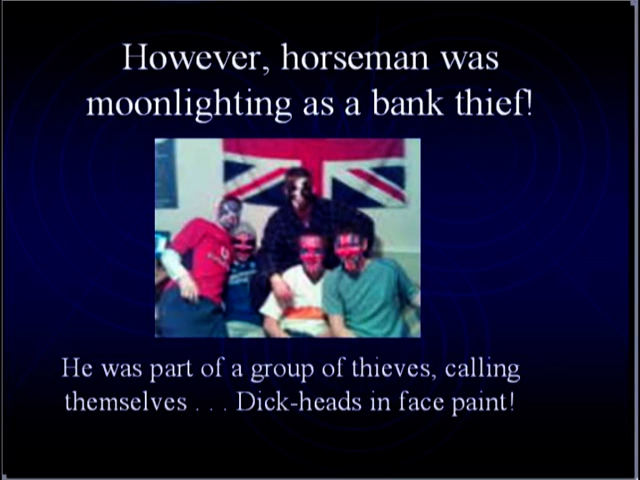 However, horseman was
moonlighting as a bank thief!
He was part of a group of thieves, calling
themselves . . . Dick-heads in face paint!